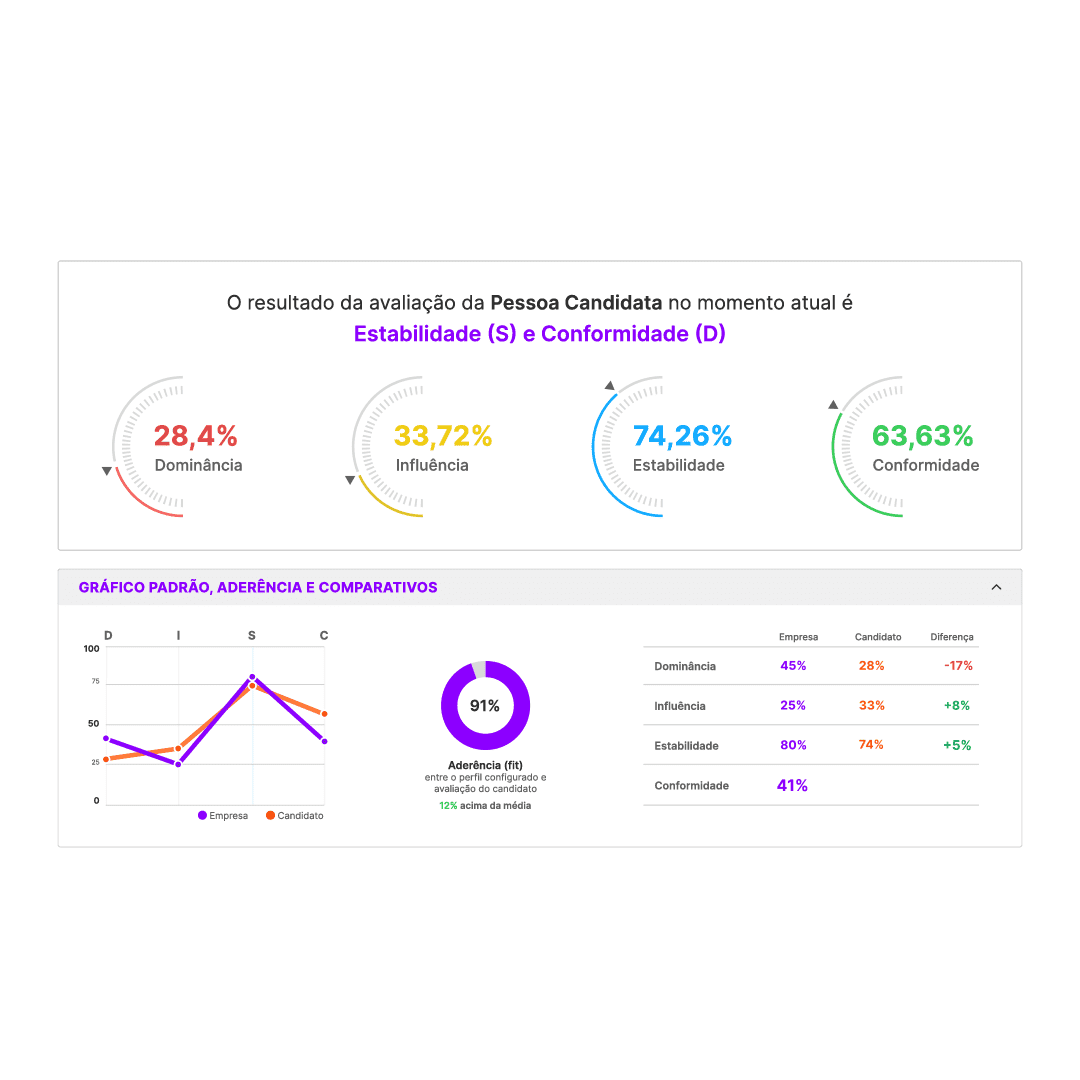 O resultado da avaliação da Pessoa Candidata no momento atual é
Estabilidade (S) e Conformidade (D)
28,4%
Dominância
33,72%
Influência
74,26%
Estabilidade
63,63%
Conformidade
GRÁFICO PADRÃO, ADERÊNCIA E COMPARATIVOS
D I S C
100
75
50
25
0
Empresa Candidato
91%
Aderência (fit)
entre o perfil configurado e
avaliação do candidato
12% acima da média
Empresa Candidato Diferença
Dominância 45% 28% -17%
Influência 25% 33% +8%
Estabilidade 80% 74% +5%
Conformidade 41%